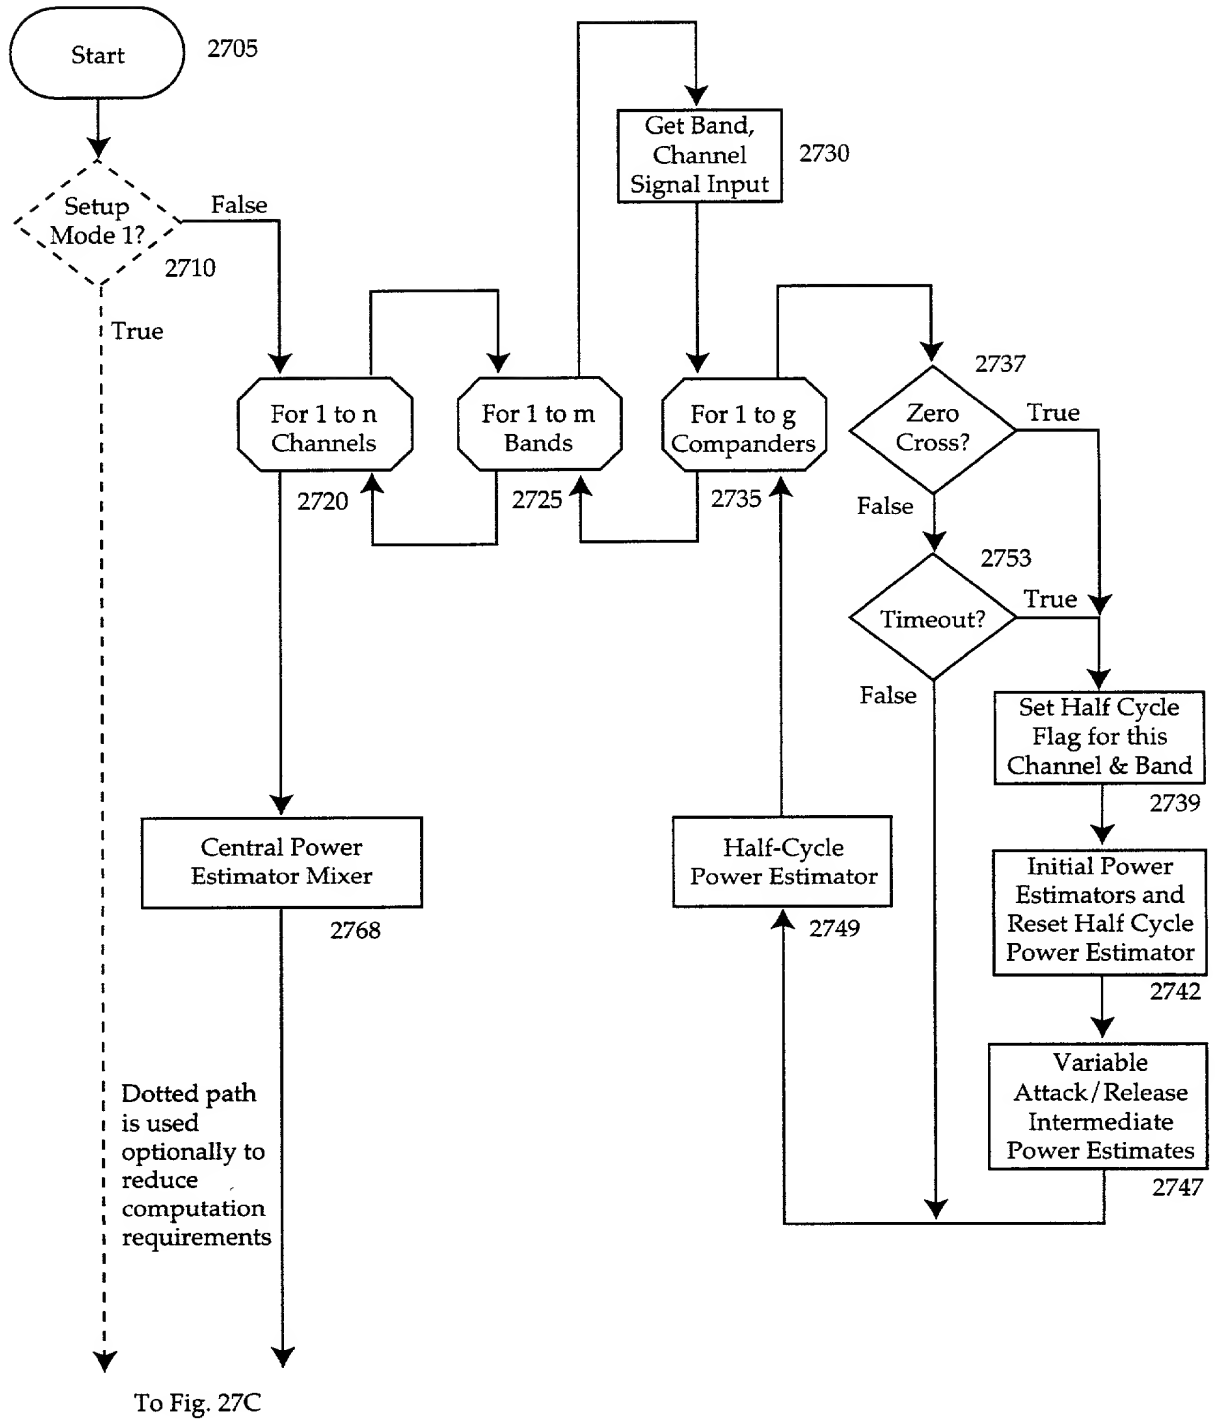 Start
2705
Setup
Mode 1?
2710
False
True
Get Band,
Channel
Signal Input
2730
For 1 to n
Channels
2720
For 1 to m
Bands
2725
For 1 to g
Companders
2735
Zero
Cross?
2737
True
False
Timeout?
2753
True
False
Set Half Cycle
Flag for this
Channel & Band
2739
Initial Power
Estimators and
Reset Half Cycle
Power Estimator
2742
Variable
Attack/Release
Intermediate
Power Estimates
2747
Half-Cycle
Power Estimator
2749
Central Power
Estimator Mixer
2768
Dotted path
is used
optionally to
reduce
computation
requirements
To Fig. 27C